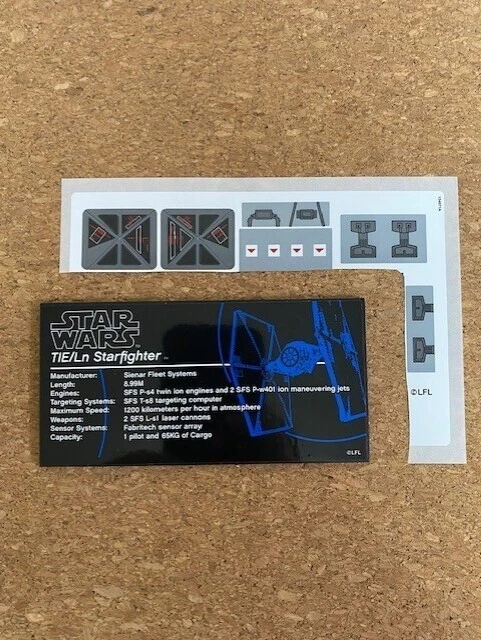 STAR
WARS
TIE/Ln Starfighter ™
Manufacturer: Sienar Fleet Systems
Length: 8.99M
Engines: SFS P-s4 twin ion engines and 2 SFS P-w401 ion maneuvering jets
Targeting Systems: SFS T-s8 targeting computer
Maximum Speed: 1200 kilometers per hour in atmosphere
Weapons: 2 SFS L-s1 laser cannons
Sensor Systems: Fabritech sensor array
Capacity: 1 pilot and 65KG of Cargo
©LFL
©LFL